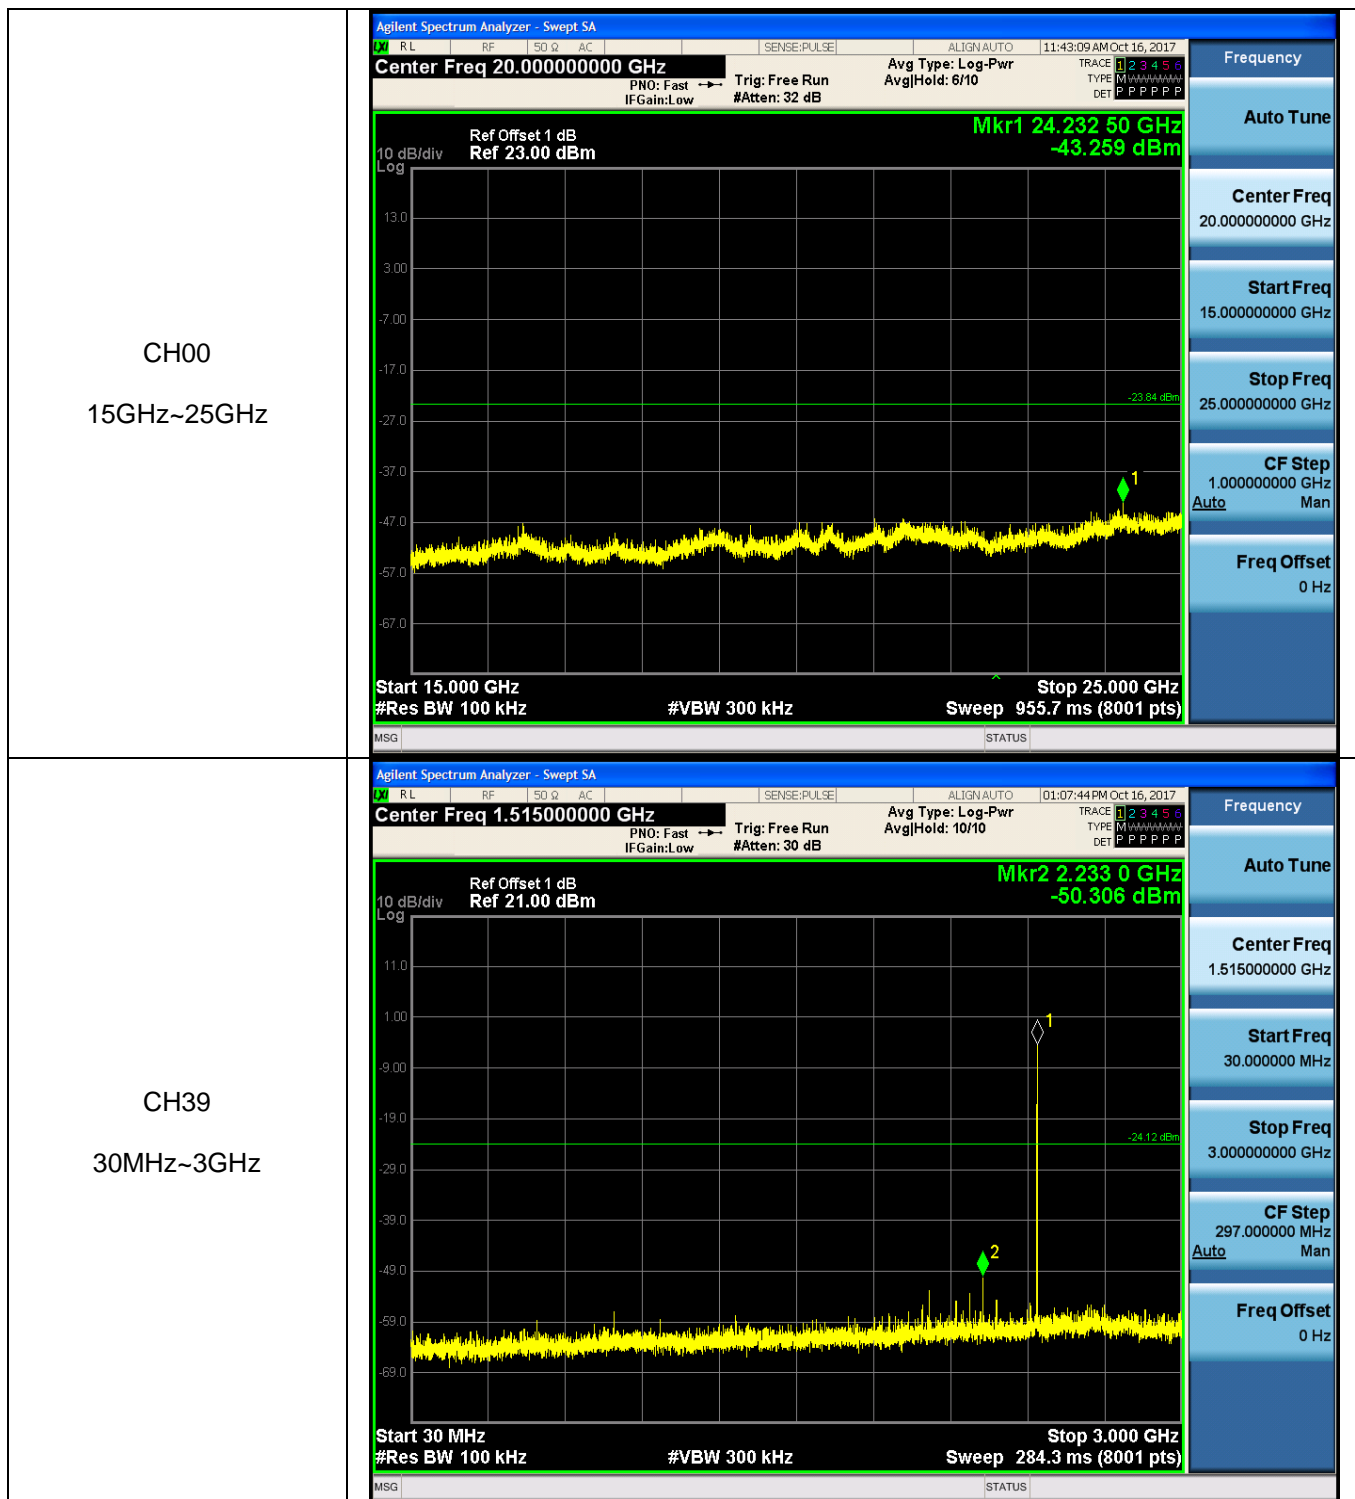 CH00
15GHz~25GHz
Agilent Spectrum Analyzer - Swept SA
LXI RL RF 50 Ω AC SENSE:PULSE ALIGN AUTO 11:43:09 AM Oct 16, 2017
Center Freq 20.000000000 GHz
PNO: Fast
IFGain:Low
Trig: Free Run
#Atten: 32 dB
Avg Type: Log-Pwr
Avg|Hold: 6/10
TRACE 1 2 3 4 5 6
TYPE M WWWWW
DET P P P P P P
Mkr1 24.232 50 GHz
-43.259 dBm
Ref Offset 1 dB
10 dB/div Ref 23.00 dBm
Log
13.0
3.00
-7.00
-17.0
-23.84 dBm
-27.0
-37.0
1
-47.0
-57.0
-67.0
Start 15.000 GHz Stop 25.000 GHz
#Res BW 100 kHz #VBW 300 kHz Sweep 955.7 ms (8001 pts)
MSG STATUS
Frequency
Auto Tune
Center Freq
20.000000000 GHz
Start Freq
15.000000000 GHz
Stop Freq
25.000000000 GHz
CF Step
1.000000000 GHz
Auto Man
Freq Offset
0 Hz
CH39
30MHz~3GHz
Agilent Spectrum Analyzer - Swept SA
LXI RL RF 50 Ω AC SENSE:PULSE ALIGN AUTO 01:07:44 PM Oct 16, 2017
Center Freq 1.515000000 GHz
PNO: Fast
IFGain:Low
Trig: Free Run
#Atten: 30 dB
Avg Type: Log-Pwr
Avg|Hold: 10/10
TRACE 1 2 3 4 5 6
TYPE M WWWWW
DET P P P P P P
Mkr2 2.233 0 GHz
-50.306 dBm
Ref Offset 1 dB
10 dB/div Ref 21.00 dBm
Log
11.0
1.00
1
-9.00
-19.0
-24.12 dBm
-29.0
-39.0
2
-49.0
-59.0
-69.0
Start 30 MHz Stop 3.000 GHz
#Res BW 100 kHz #VBW 300 kHz Sweep 284.3 ms (8001 pts)
MSG STATUS
Frequency
Auto Tune
Center Freq
1.515000000 GHz
Start Freq
30.000000 MHz
Stop Freq
3.000000000 GHz
CF Step
297.000000 MHz
Auto Man
Freq Offset
0 Hz